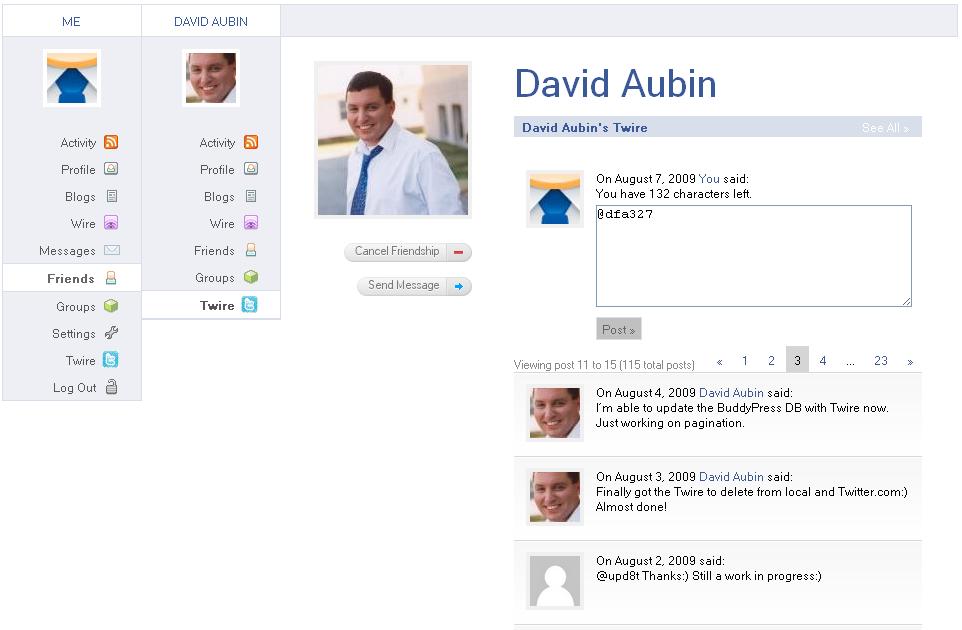 ME
DAVID AUBIN
Activity
Profile
Blogs
Wire
Messages
Friends
Groups
Settings
Twire
Log Out
Activity
Profile
Blogs
Wire
Friends
Groups
Twire
Cancel Friendship
Send Message
David Aubin
David Aubin's Twire
See All »
On August 7, 2009 You said:
You have 132 characters left.
@dfa327
Post »
Viewing post 11 to 15 (115 total posts)
« 1 2 3 4 ... 23 »
On August 4, 2009 David Aubin said:
I'm able to update the BuddyPress DB with Twire now.
Just working on pagination.
On August 3, 2009 David Aubin said:
Finally got the Twire to delete from local and Twitter.com:)
Almost done!
On August 2, 2009 said:
@upd8t Thanks:) Still a work in progress:)